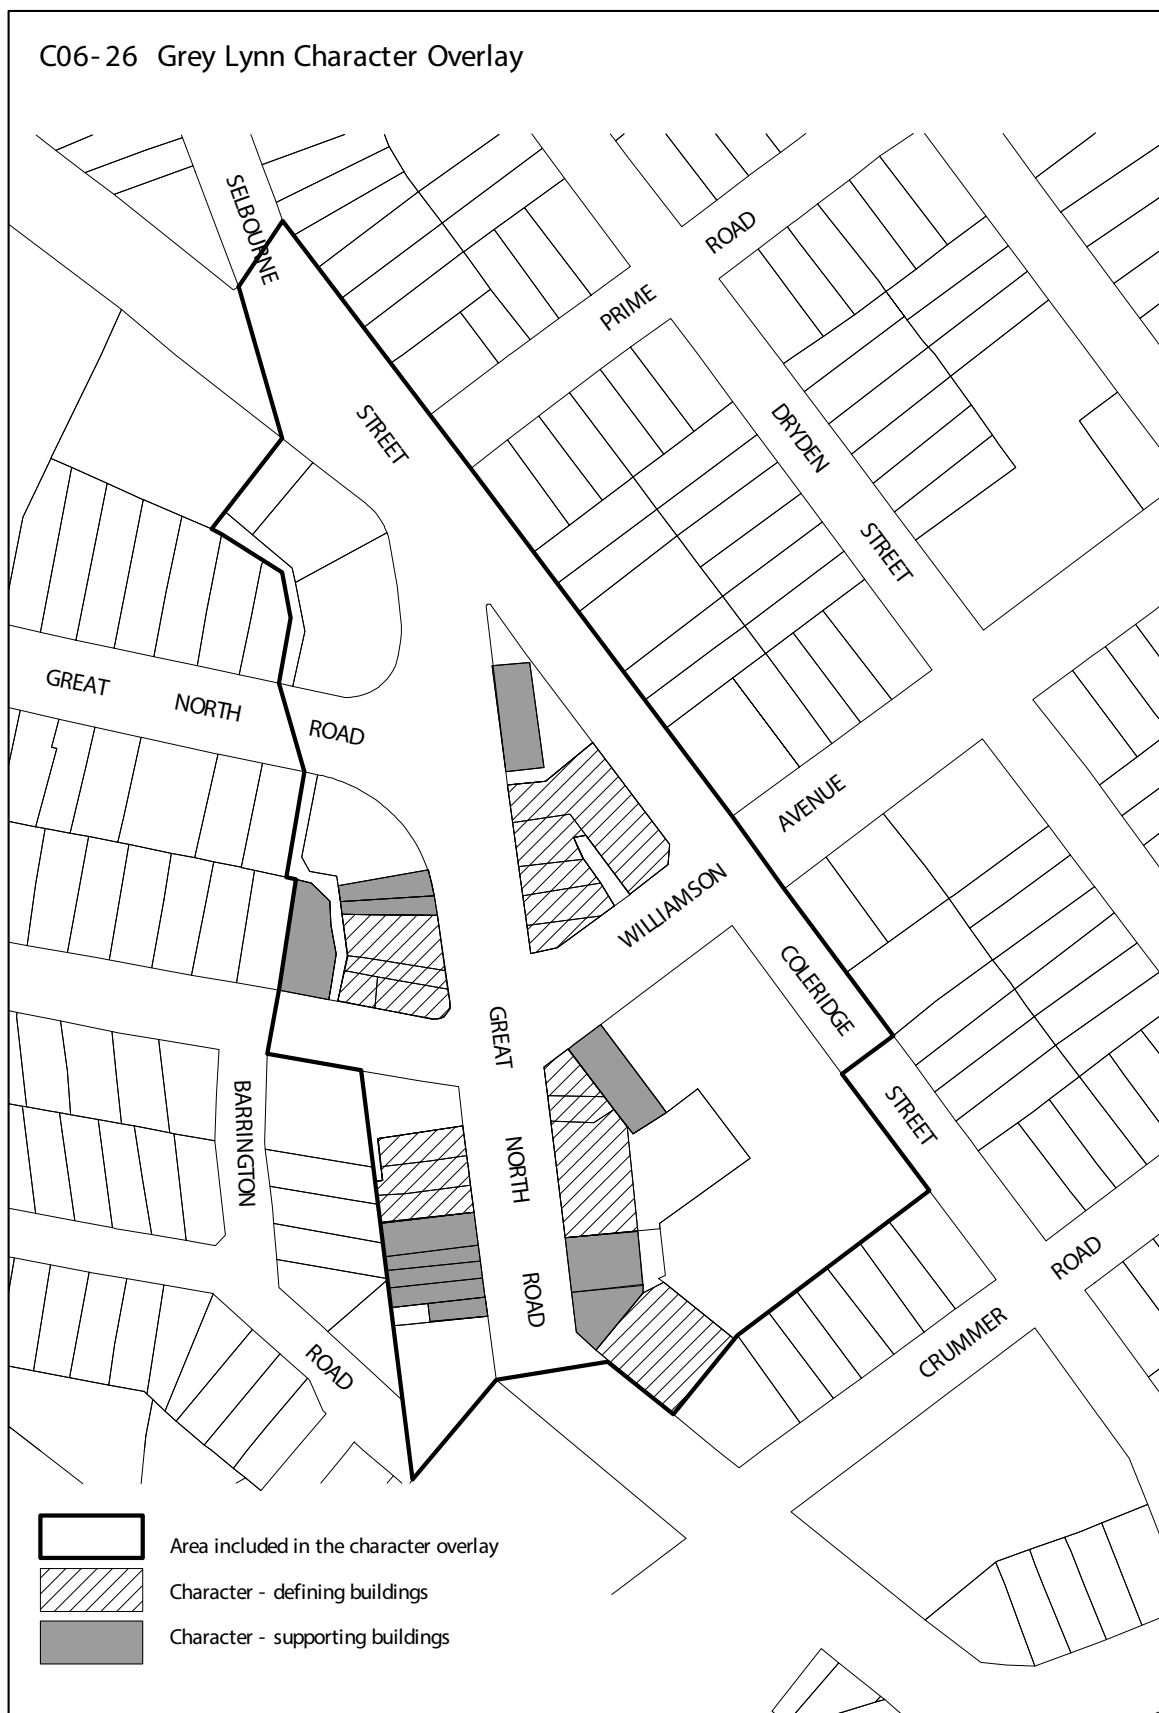 C06-26 Grey Lynn Character Overlay
SELBOURNE
ROAD
PRIME
STREET
DRYDEN
STREET
GREAT
NORTH
ROAD
AVENUE
WILLIAMSON
COLERIDGE
GREAT
STREET
BARRINGTON
NORTH
ROAD
ROAD
CRUMMER
ROAD
Area included in the character overlay
Character - defining buildings
Character - supporting buildings